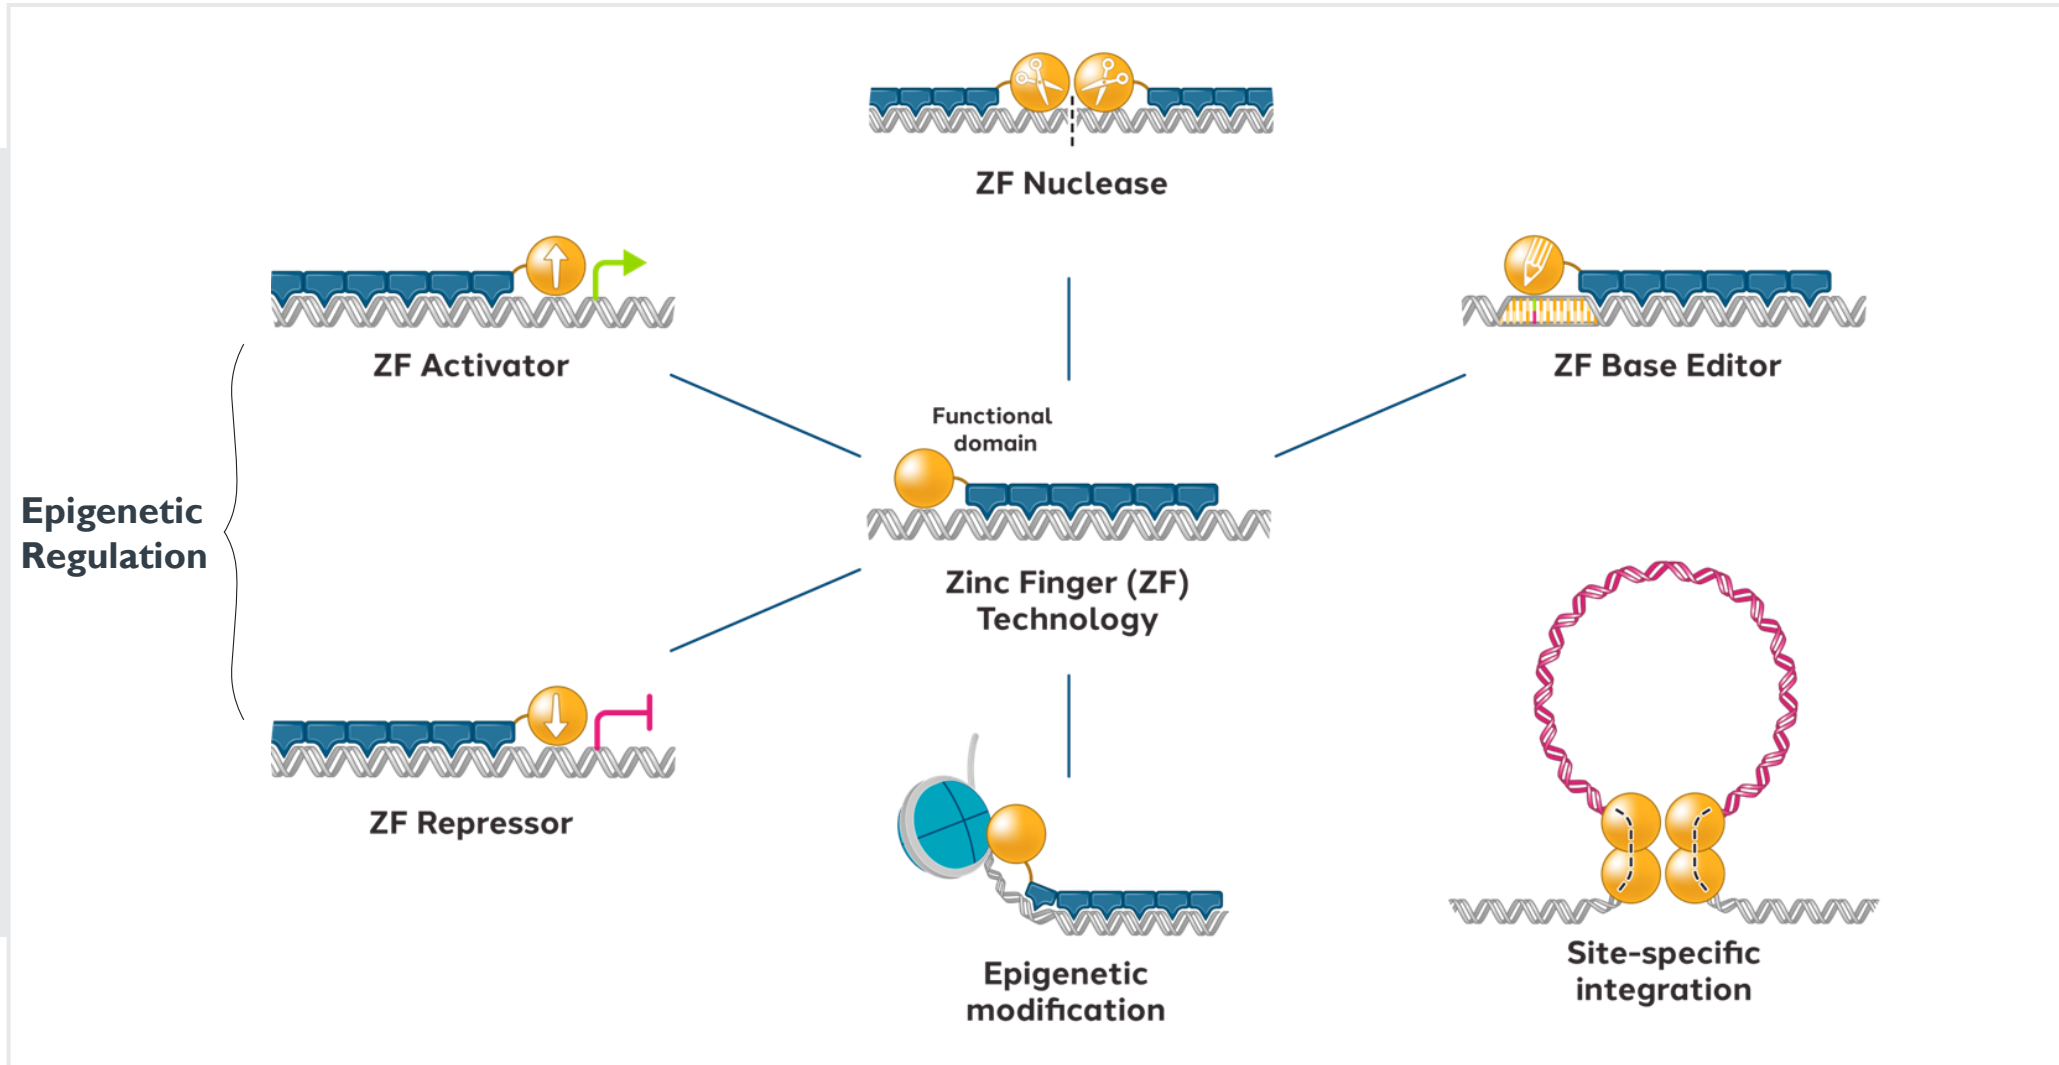 ZF Nuclease
ZF Activator
ZF Base Editor
Functional
domain
Epigenetic
Regulation
Zinc Finger (ZF)
Technology
ZF Repressor
Epigenetic
modification
Site-specific
integration